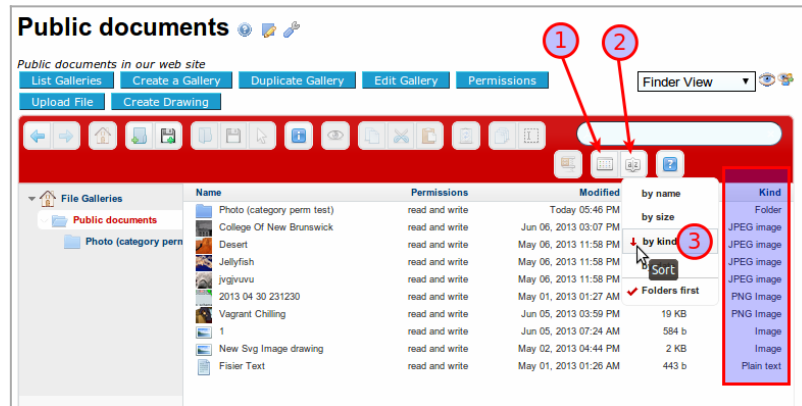 Public documents
Public documents in our web site
List Galleries Create a Gallery Duplicate Gallery Edit Gallery Permissions
Finder View
Upload File Create Drawing
1
2
Name Permissions Modified Kind
File Galleries
Public documents
Photo (category perm
Photo (category perm test) read and write Today 05:46 PM Folder
College Of New Brunswick read and write Jun 06, 2013 03:07 PM JPEG image
Desert read and write May 06, 2013 11:58 PM JPEG image
Jellyfish read and write May 06, 2013 11:58 PM JPEG image
jvgjvuvu read and write May 06, 2013 11:58 PM JPEG image
2013 04 30 231230 read and write May 01, 2013 01:27 AM PNG Image
Vagrant Chilling read and write Jun 05, 2013 03:59 PM 19 KB PNG Image
1 read and write Jun 05, 2013 07:24 AM 584 b Image
New Svg Image drawing read and write May 02, 2013 04:44 PM 2 KB Image
Fisier Text read and write May 01, 2013 01:26 AM 443 b Plain text
by name
by size
by kind
3
Sort
Folders first